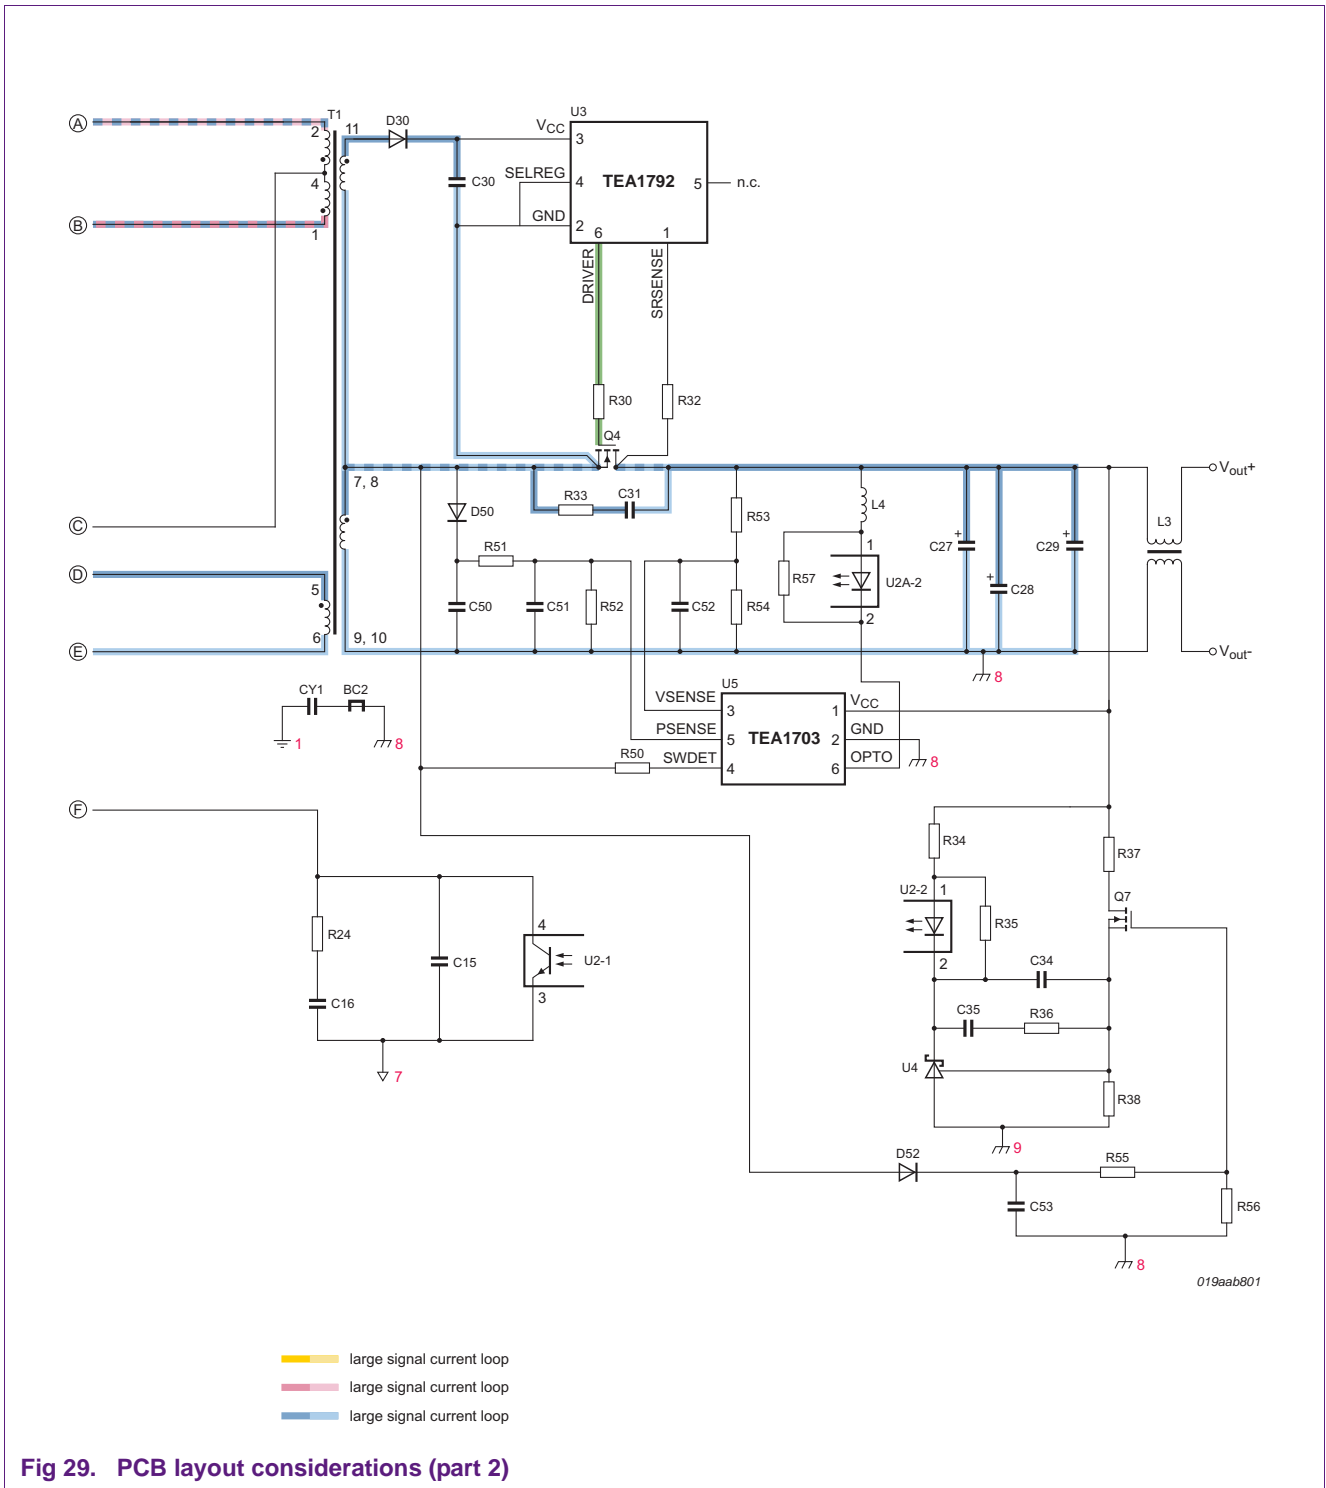 A
B
C
D
E
F
T1
2
4
1
11
D30
C30
U3
VCC
3
SELREG
4
GND
2
TEA1792
5
n.c.
6
1
DRIVER
SRSENSE
R30
R32
Q4
7, 8
R33
C31
D50
R51
C50
C51
R52
C52
R53
R54
L4
R57
1
U2A-2
2
C27
+
C28
+
C29
+
L3
Vout+
Vout-
5
6
9, 10
8
CY1
BC2
1
8
U5
VSENSE
3
PSENSE
5
SWDET
4
R50
TEA1703
1
VCC
2
GND
6
OPTO
8
R24
C16
C15
4
U2-1
3
7
R34
U2-2
1
2
R35
R37
Q7
C34
C35
R36
U4
R38
9
D52
R55
C53
R56
8
019aab801
large signal current loop
large signal current loop
large signal current loop
Fig 29. PCB layout considerations (part 2)